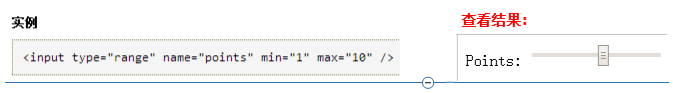 实例
<input type="range" name="points" min="1" max="10" />
查看结果:
Points: